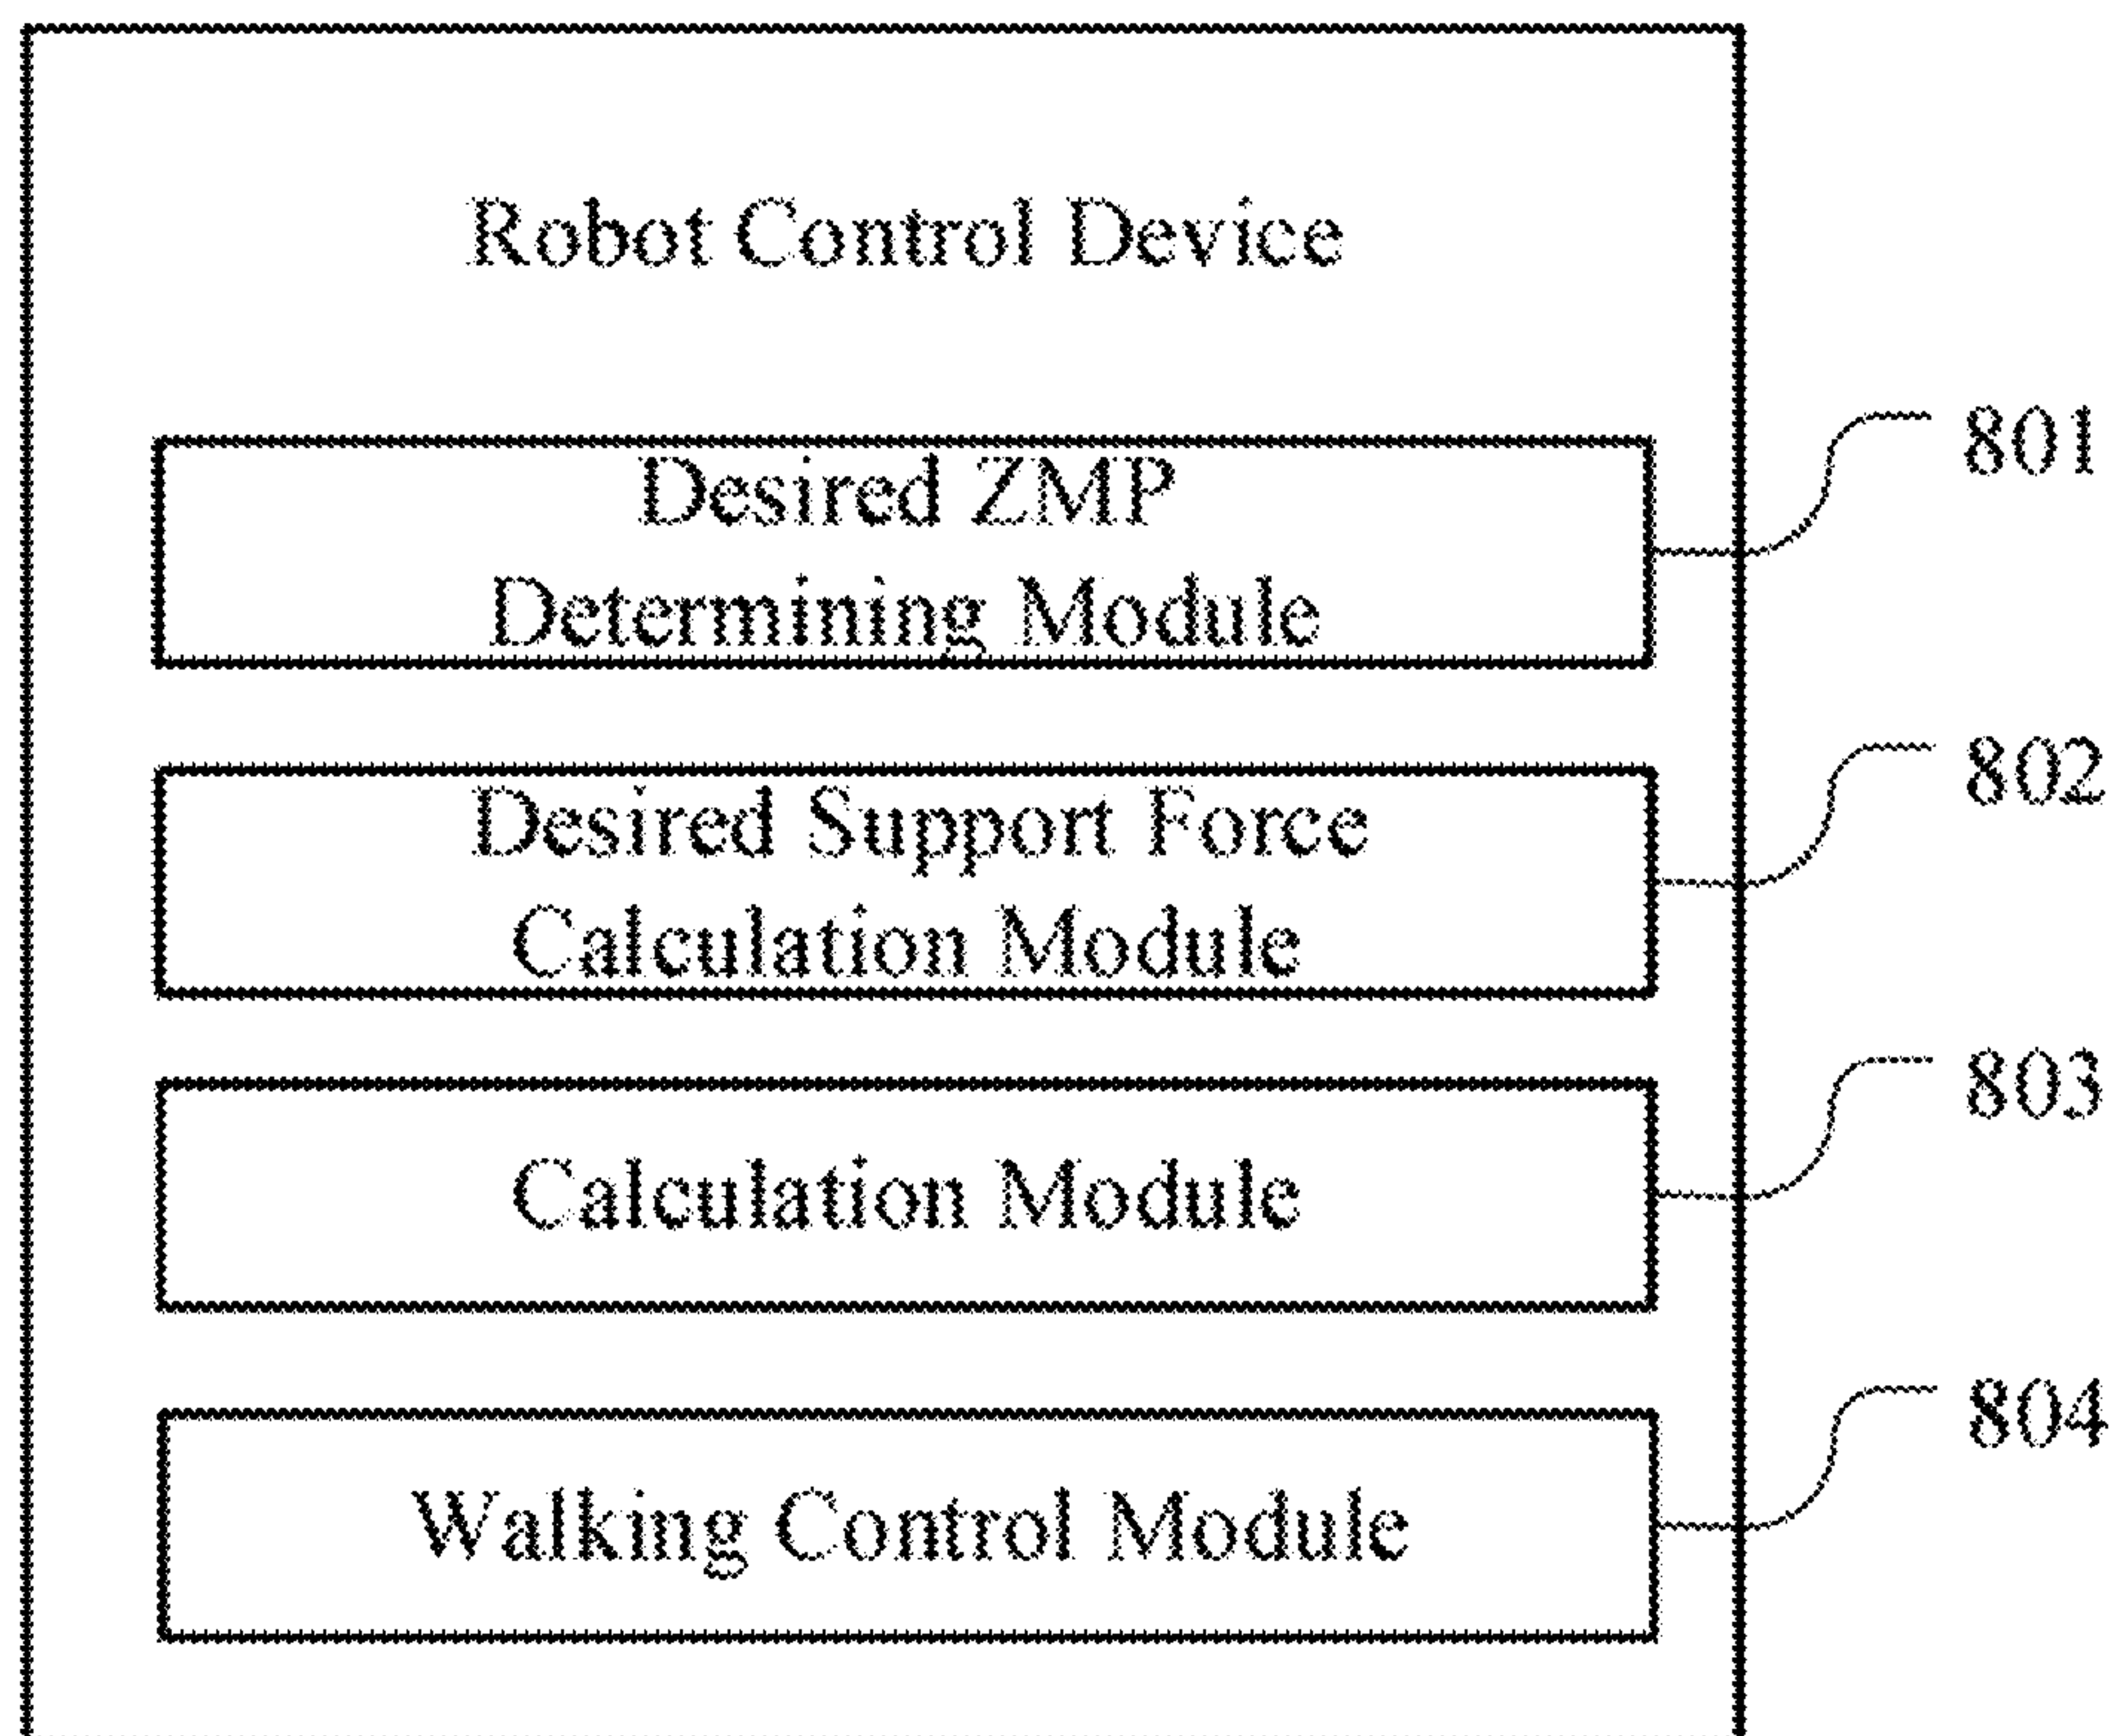 Robot Control Device
801
Desired ZMP
Determining Module
802
Desired Support Force
Calculation Module
803
Calculation Module
804
Walking Control Module